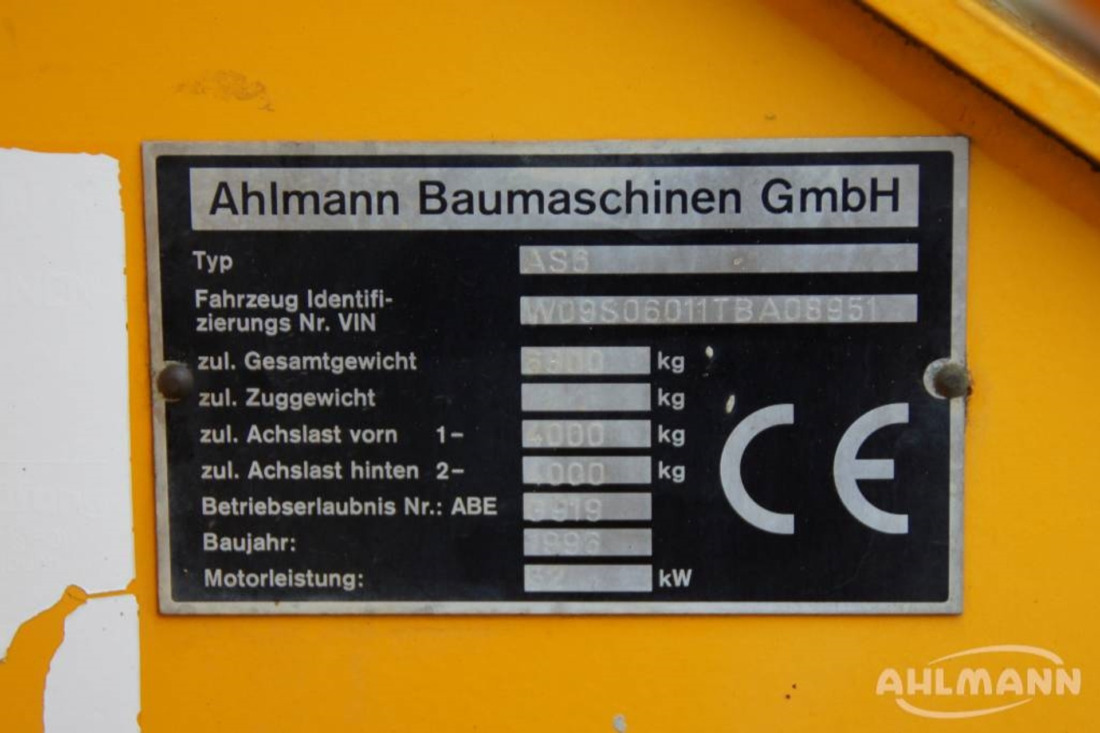 Ahlmann Baumaschinen GmbH
Typ AS6
Fahrzeug Identifi-
zierungs Nr. VIN W09S06011TBA08951
zul. Gesamtgewicht kg
zul. Zuggewicht kg
zul. Achslast vorn 1- 4000 kg
zul. Achslast hinten 2- 4000 kg
Betriebserlaubnis Nr.: ABE
Baujahr: 1996
Motorleistung: kW
CE
AHLMANN